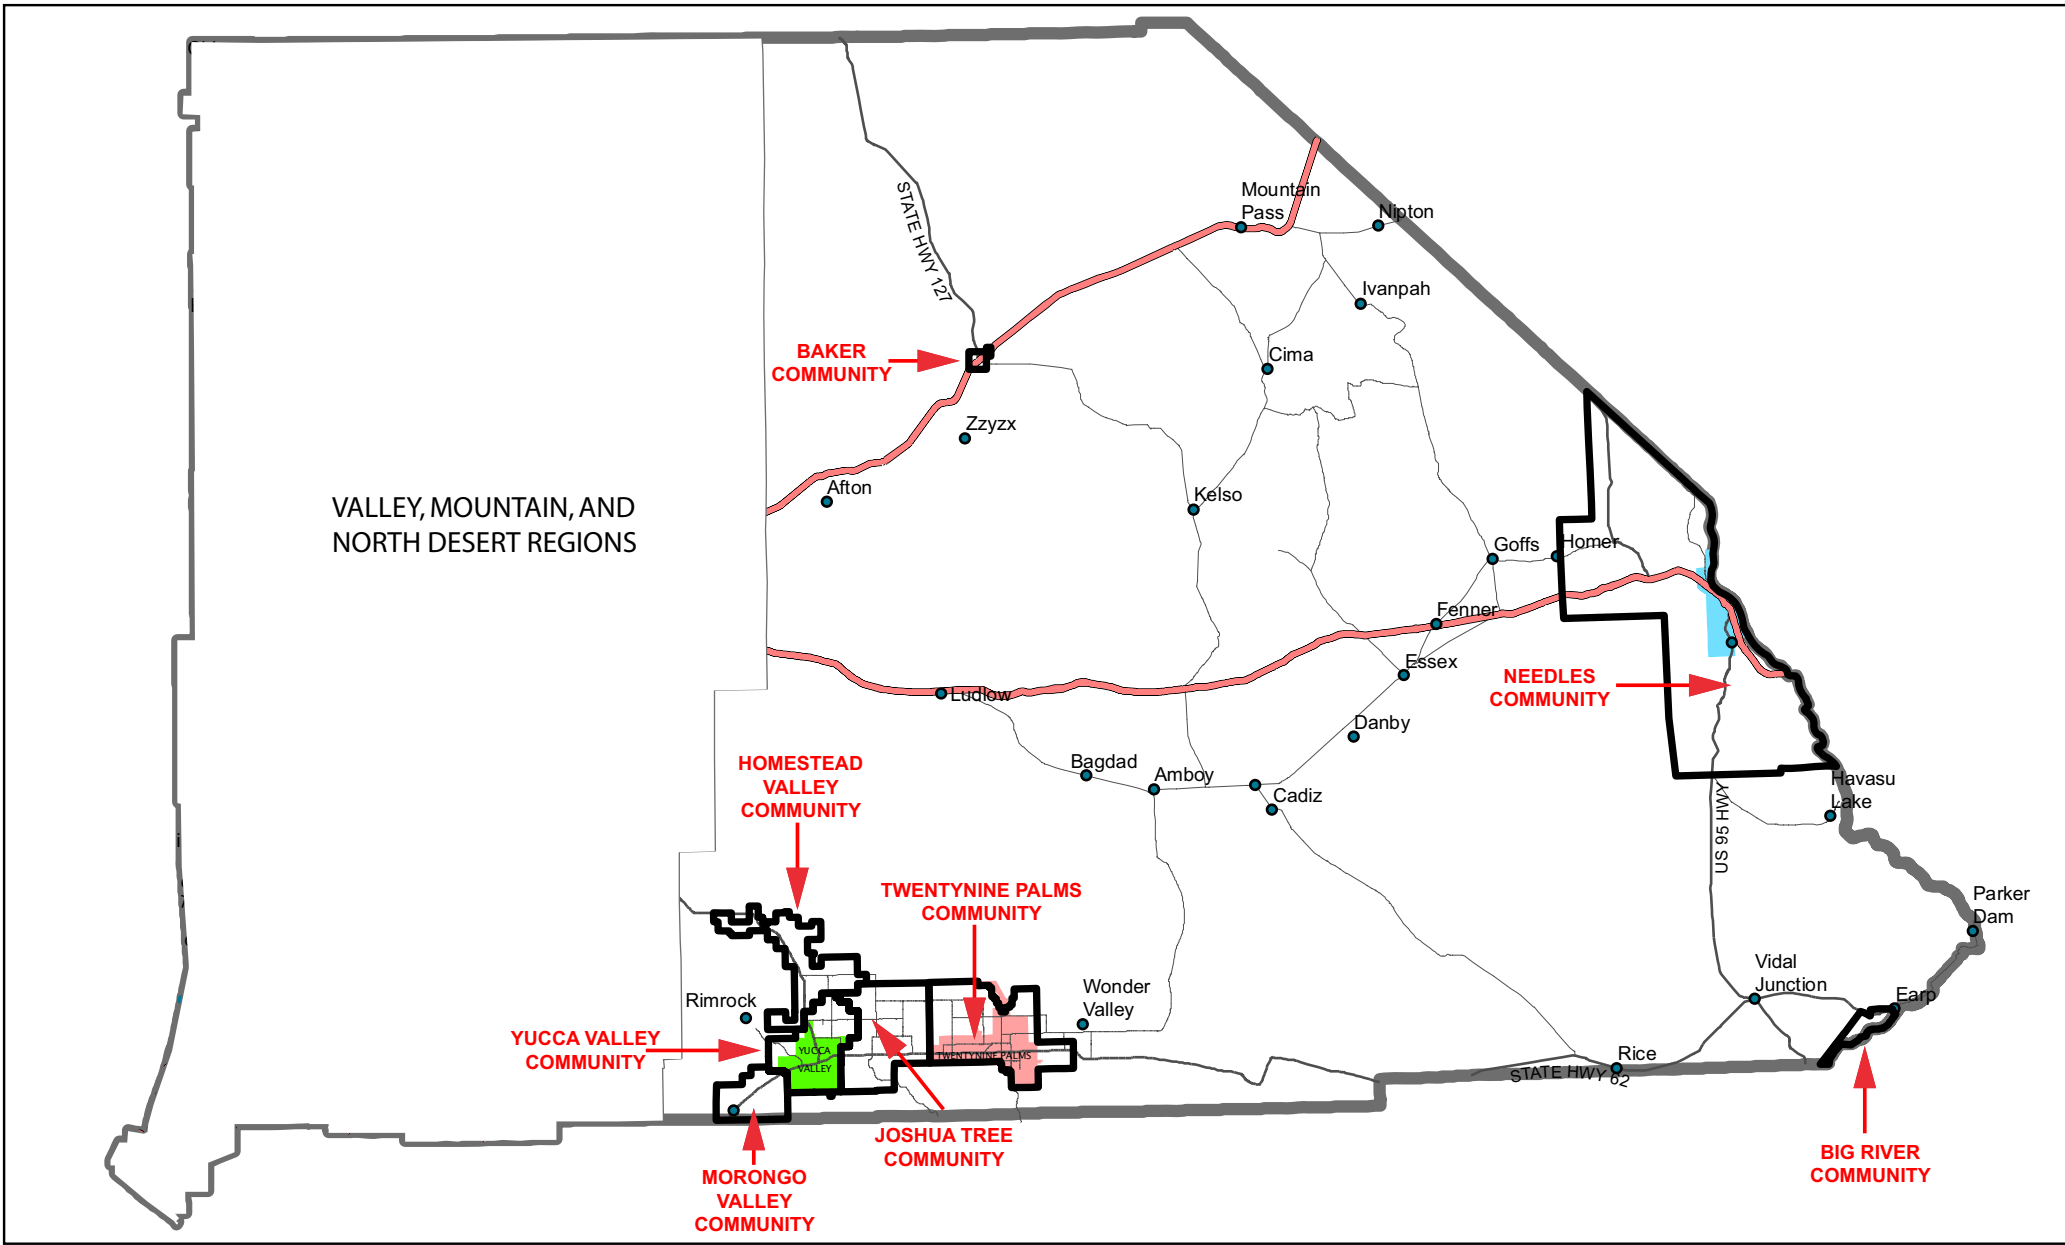 Mountain
Pass
Nipton
STATE HWY 127
Ivanpah
BAKER
COMMUNITY
Cima
Zzyzx
Afton
Kelso
VALLEY, MOUNTAIN, AND
NORTH DESERT REGIONS
Goffs
Homer
Fenner
Essex
NEEDLES
COMMUNITY
Ludlow
Danby
Bagdad
Amboy
Cadiz
HOMESTEAD
VALLEY
COMMUNITY
Havasu
Lake
US 95 HWY
TWENTYNINE PALMS
COMMUNITY
Parker
Dam
Vidal
Junction
Wonder
Valley
Rimrock
Earp
YUCCA VALLEY
COMMUNITY
YUCCA
VALLEY
TWENTYNINE PALMS
Rice
STATE HWY 62
JOSHUA TREE
COMMUNITY
BIG RIVER
COMMUNITY
MORONGO
VALLEY
COMMUNITY